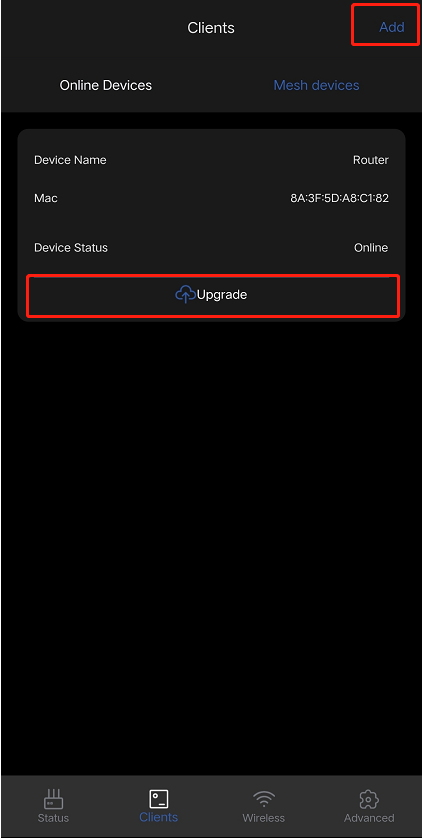 Clients
Add
Online Devices
Mesh devices
Device Name
Router
Mac
8A:3F:5D:A8:C1:82
Device Status
Online
Upgrade
Status
Clients
Wireless
Advanced